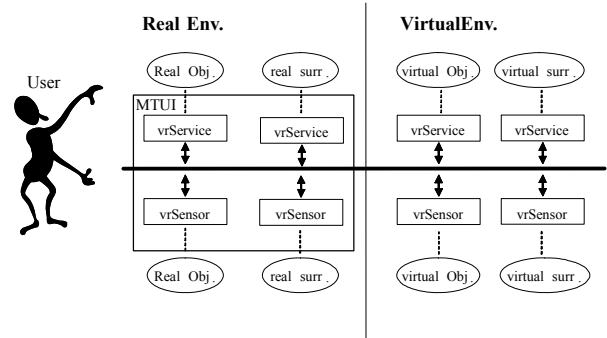 Real Env.
VirtualEnv.
User
Real Obj.
real surr.
virtual Obj.
virtual surr.
MTUI
vrService
vrService
vrService
vrService
vrSensor
vrSensor
vrSensor
vrSensor
Real Obj.
real surr.
virtual Obj.
virtual surr.